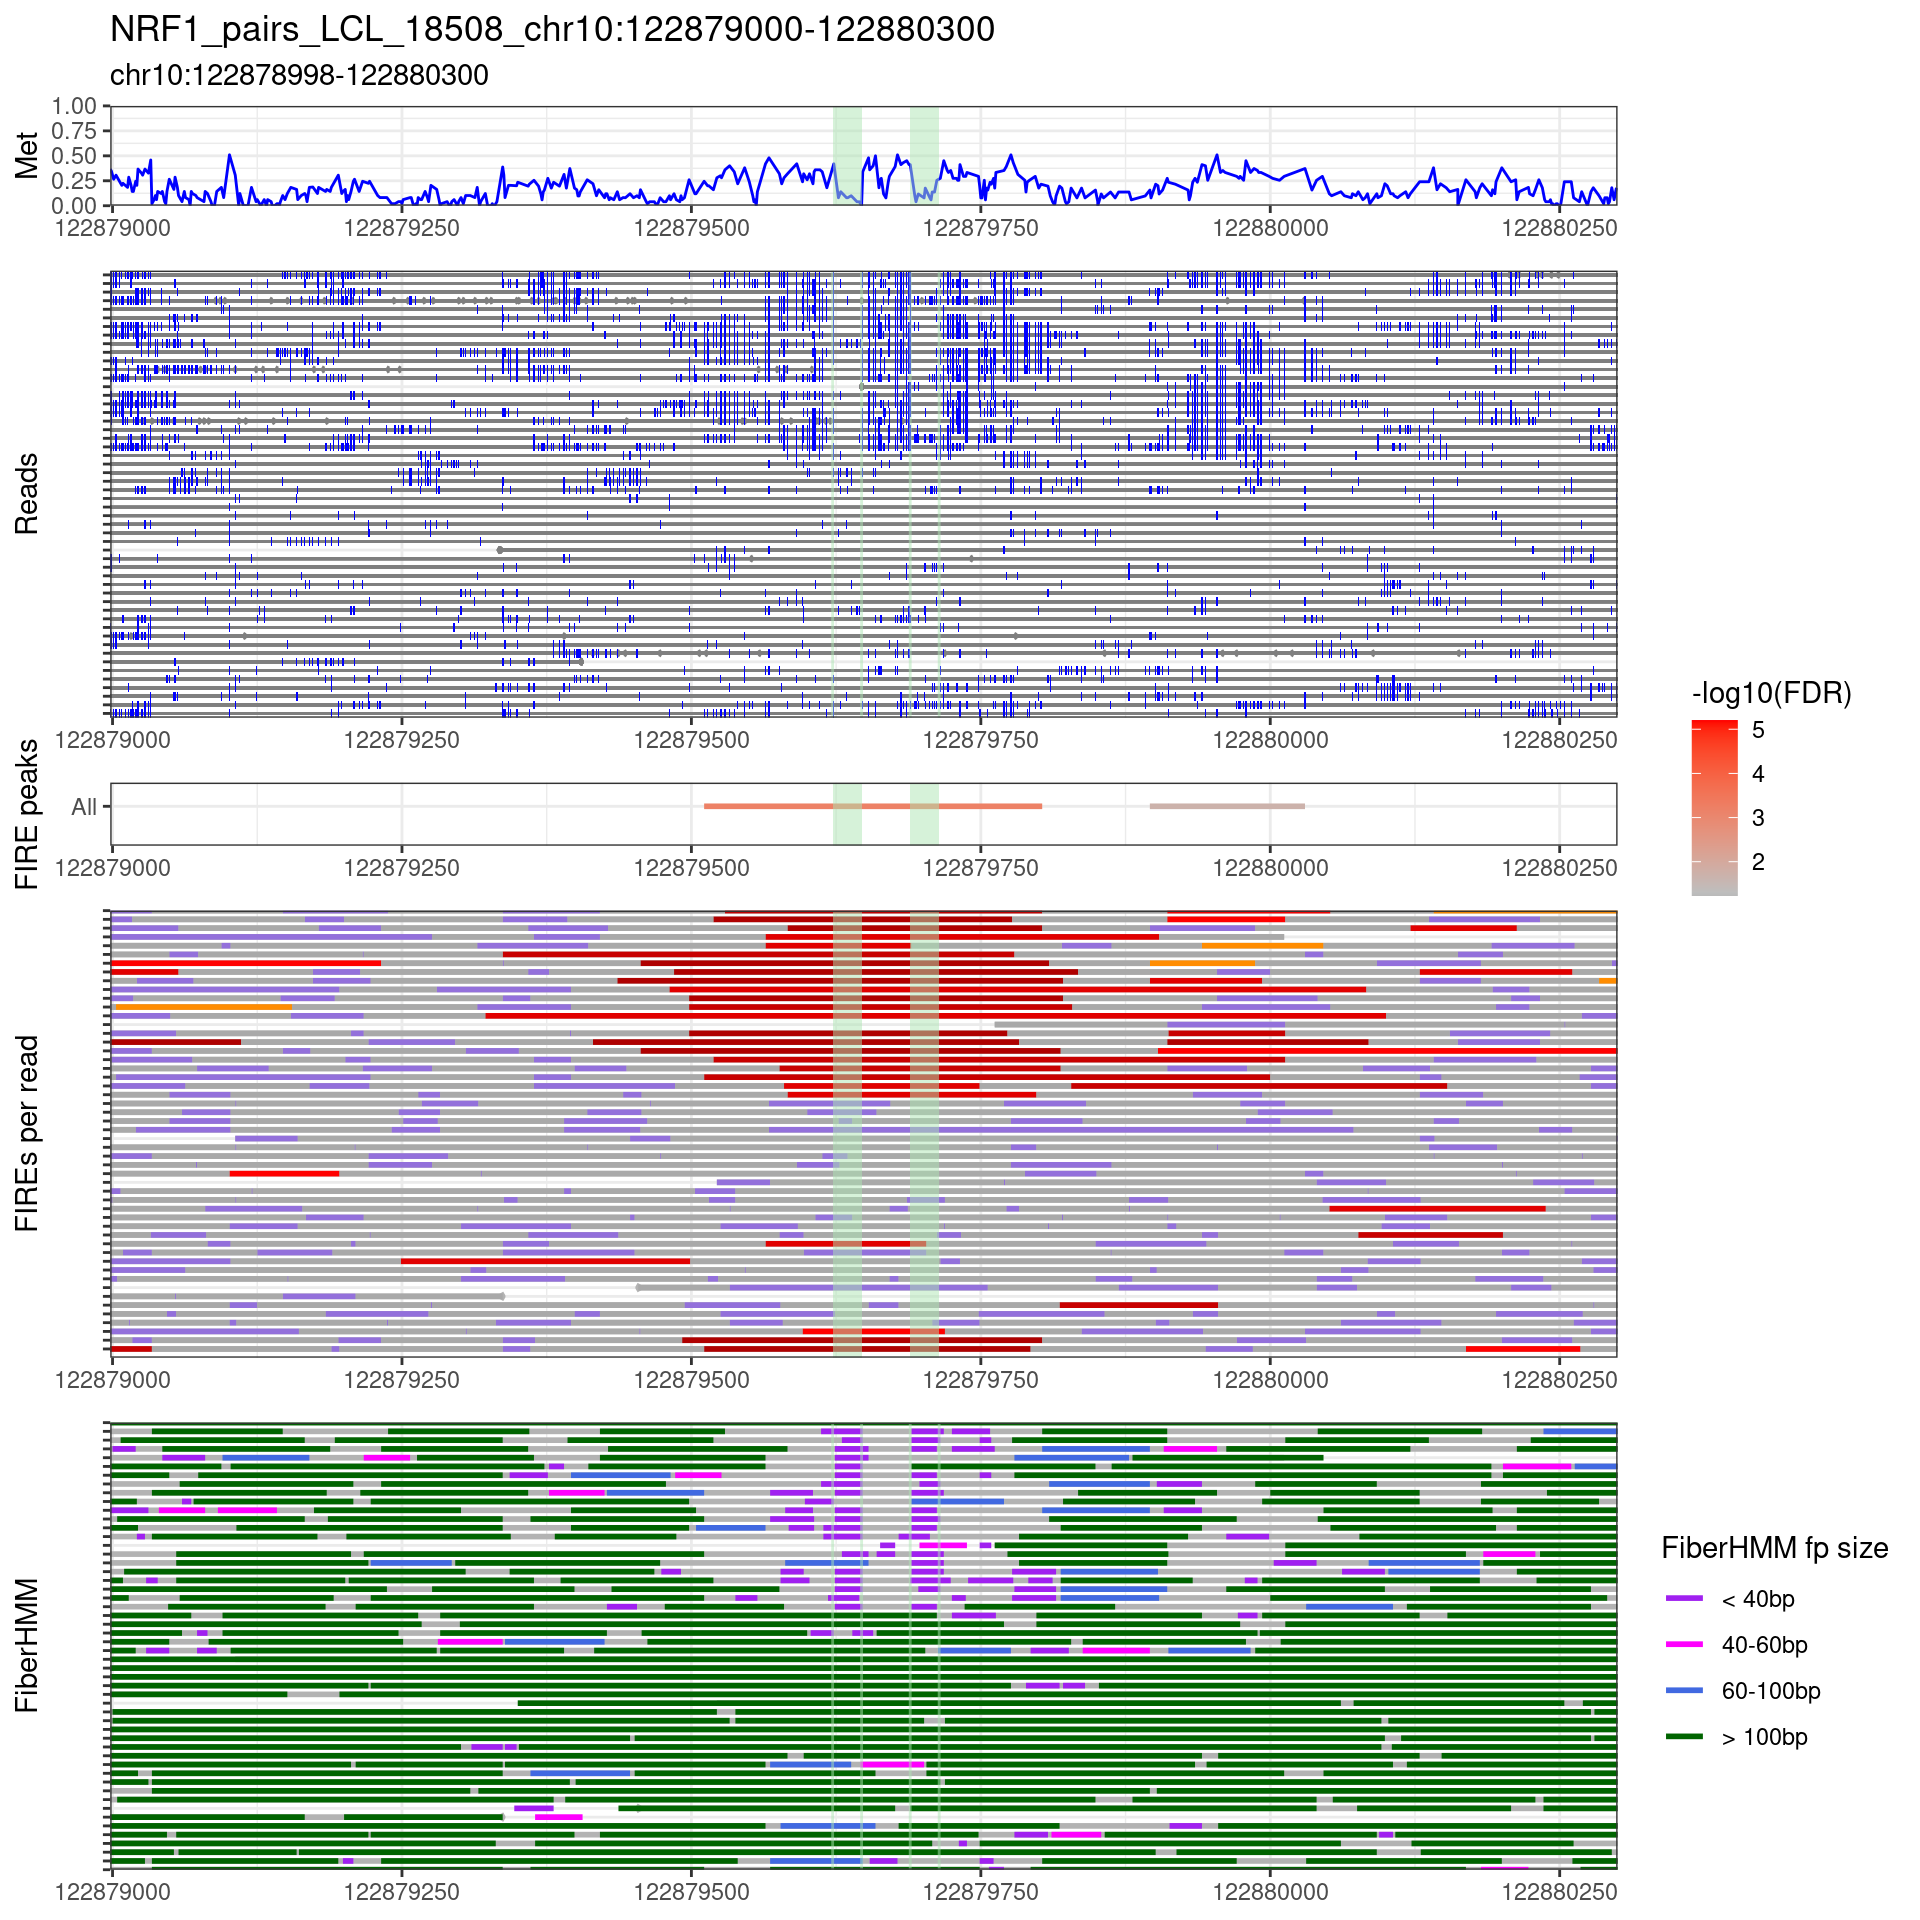 NRF1_pairs_LCL_18508_chr10:122879000-122880300
chr10:122878998-122880300
Met
1.00
0.75
0.50
0.25
0.00
122879000 122879250 122879500 122879750 122880000 122880250
Reads
122879000 122879250 122879500 122879750 122880000 122880250
FIRE peaks
All
122879000 122879250 122879500 122879750 122880000 122880250
FIREs per read
122879000 122879250 122879500 122879750 122880000 122880250
FiberHMM
122879000 122879250 122879500 122879750 122880000 122880250
-log10(FDR)
5
4
3
2
FiberHMM fp size
< 40bp
40-60bp
60-100bp
> 100bp